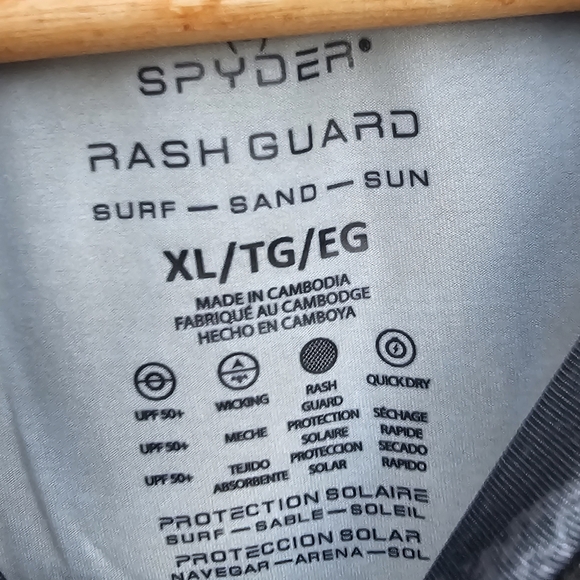 SPYDER®
RASH GUARD
SURF — SAND — SUN
XL/TG/EG
MADE IN CAMBODIA
FABRIQUÉ AU CAMBODGE
HECHO EN CAMBOYA
UPF 50+
WICKING
RASH GUARD
QUICKDRY
UPF 50+
MECHE
PROTECTION SOLAIRE
SÉCHAGE RAPIDE
UPF 50+
TEJIDO ABSORBENTE
PROTECCION SOLAR
SECADO RAPIDO
PROTECTION SOLAIRE
SURF — SABLE — SOLEIL
PROTECCION SOLAR
NAVEGAR — ARENA — SOL